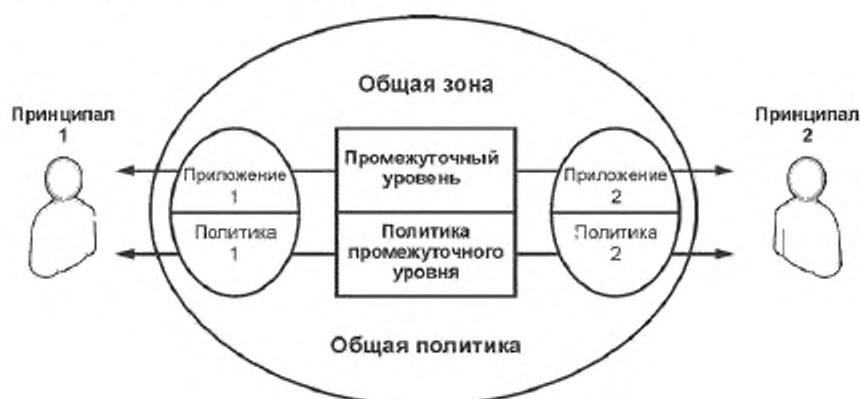 Общая зона
Принципал
1
Принципал
2
Приложение
1
Промежуточный
уровень
Приложение
2
Политика
1
Политика
промежуточного
уровня
Политика
2
Общая политика